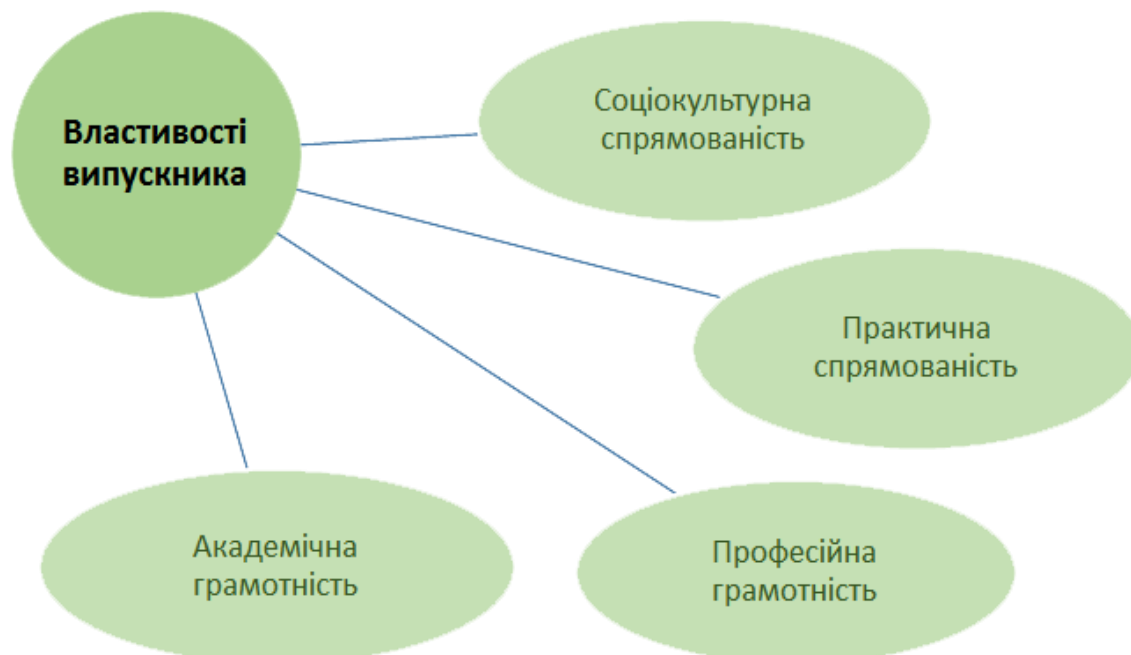 Властивості
випускника
Соціокультурна
спрямованість
Практична
спрямованість
Академічна
грамотність
Професійна
грамотність